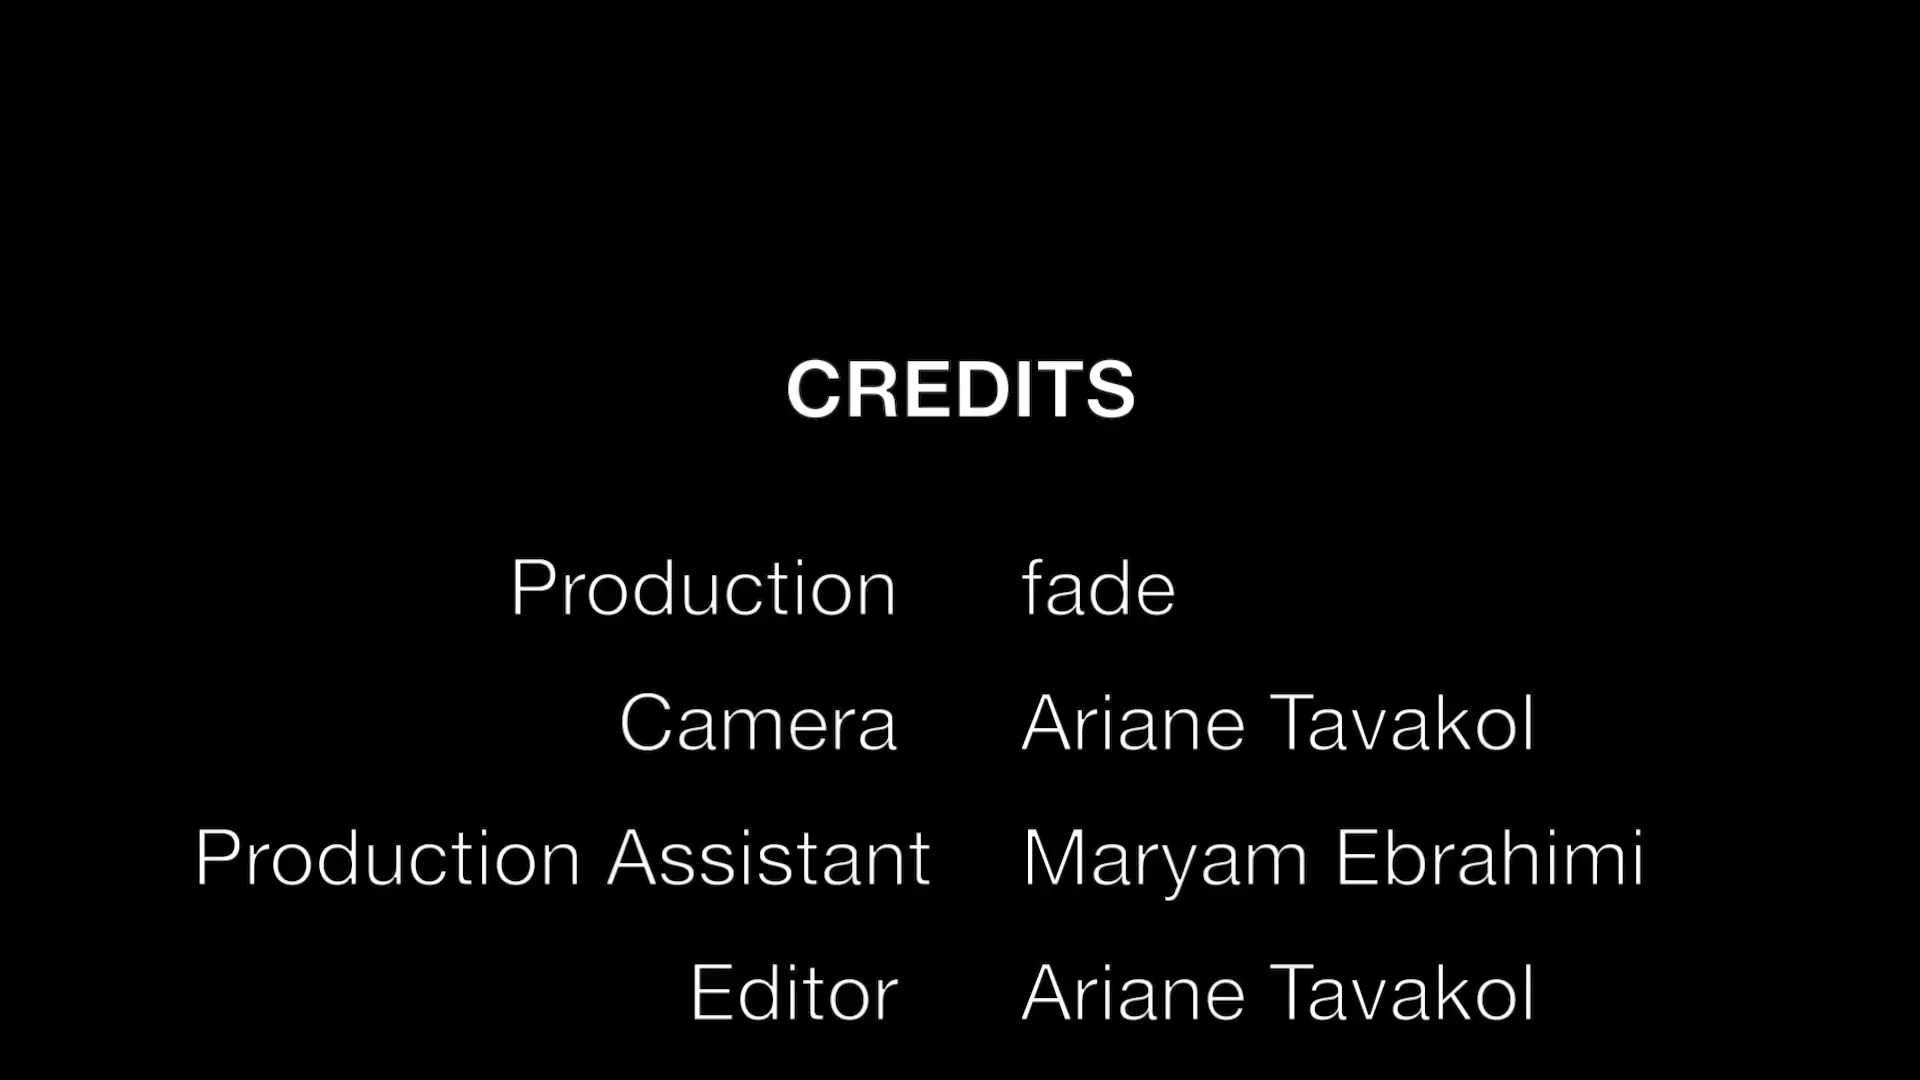 CREDITS
Production fade
Camera Ariane Tavakol
Production Assistant Maryam Ebrahimi
Editor Ariane Tavakol